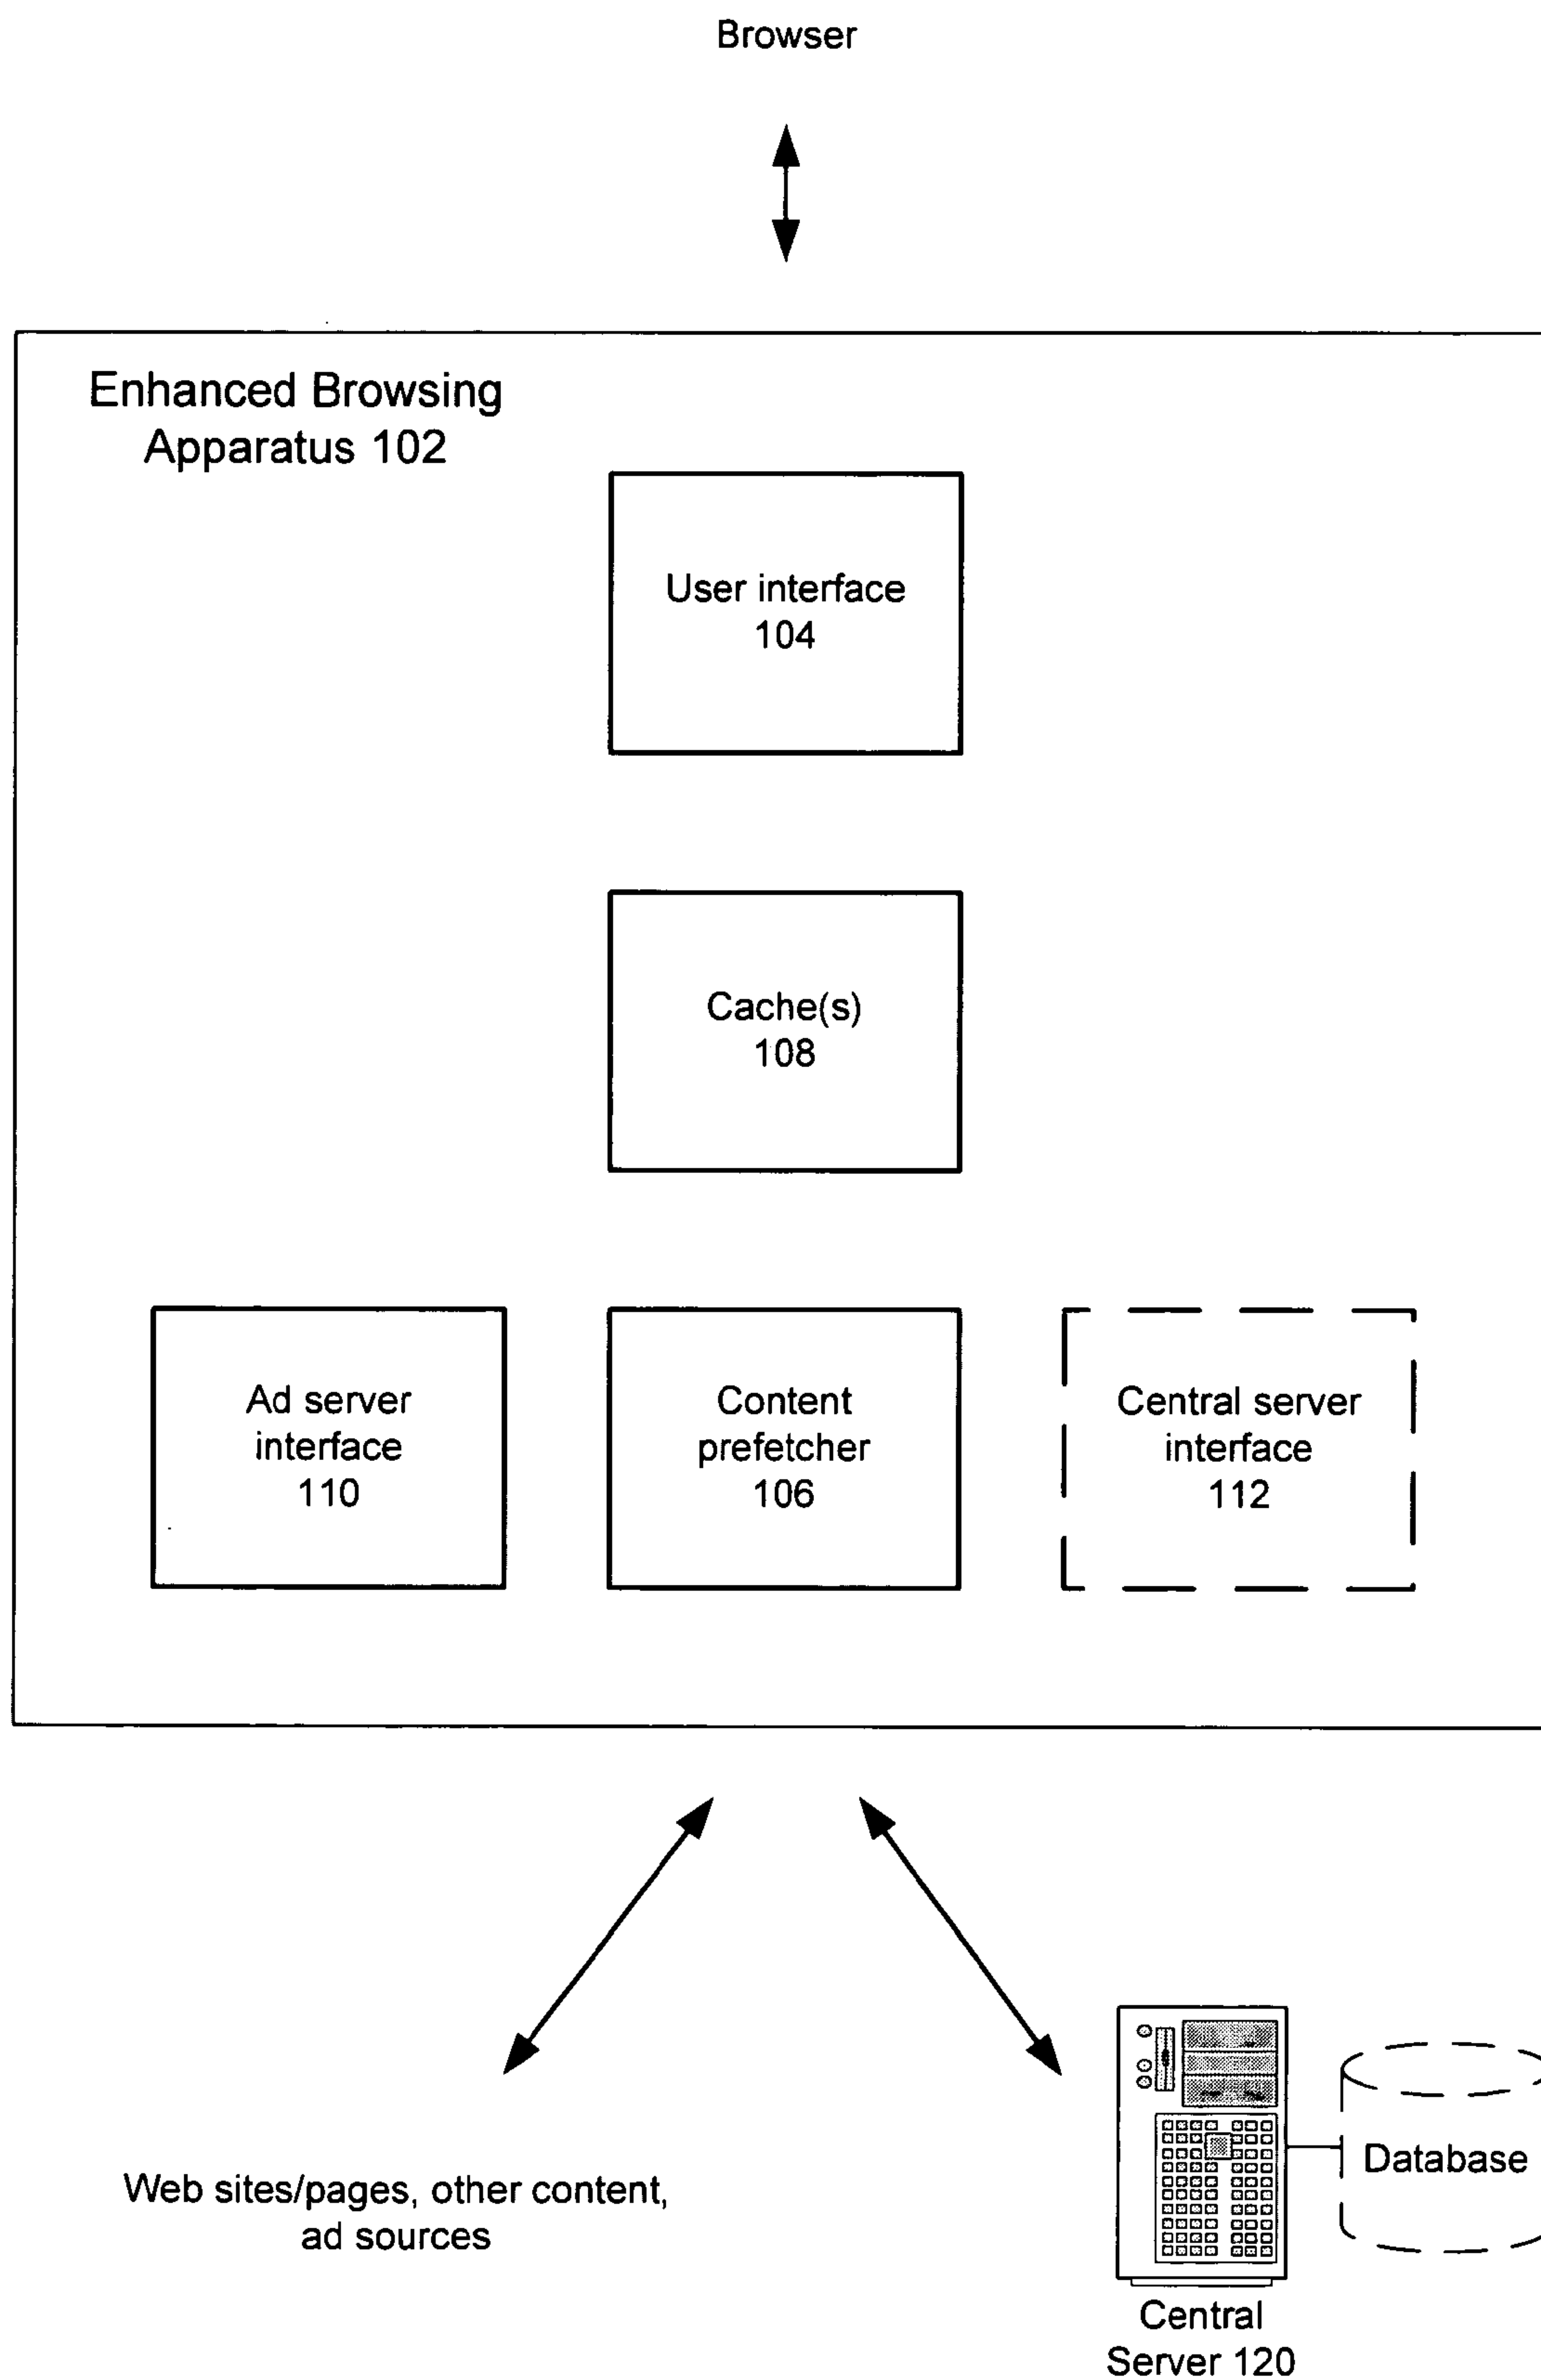 Browser
Enhanced Browsing
Apparatus 102
User interface
104
Cache(s)
108
Ad server
interface
110
Content
prefetcher
106
Central server
interface
112
Web sites/pages, other content,
ad sources
Database
Central
Server 120